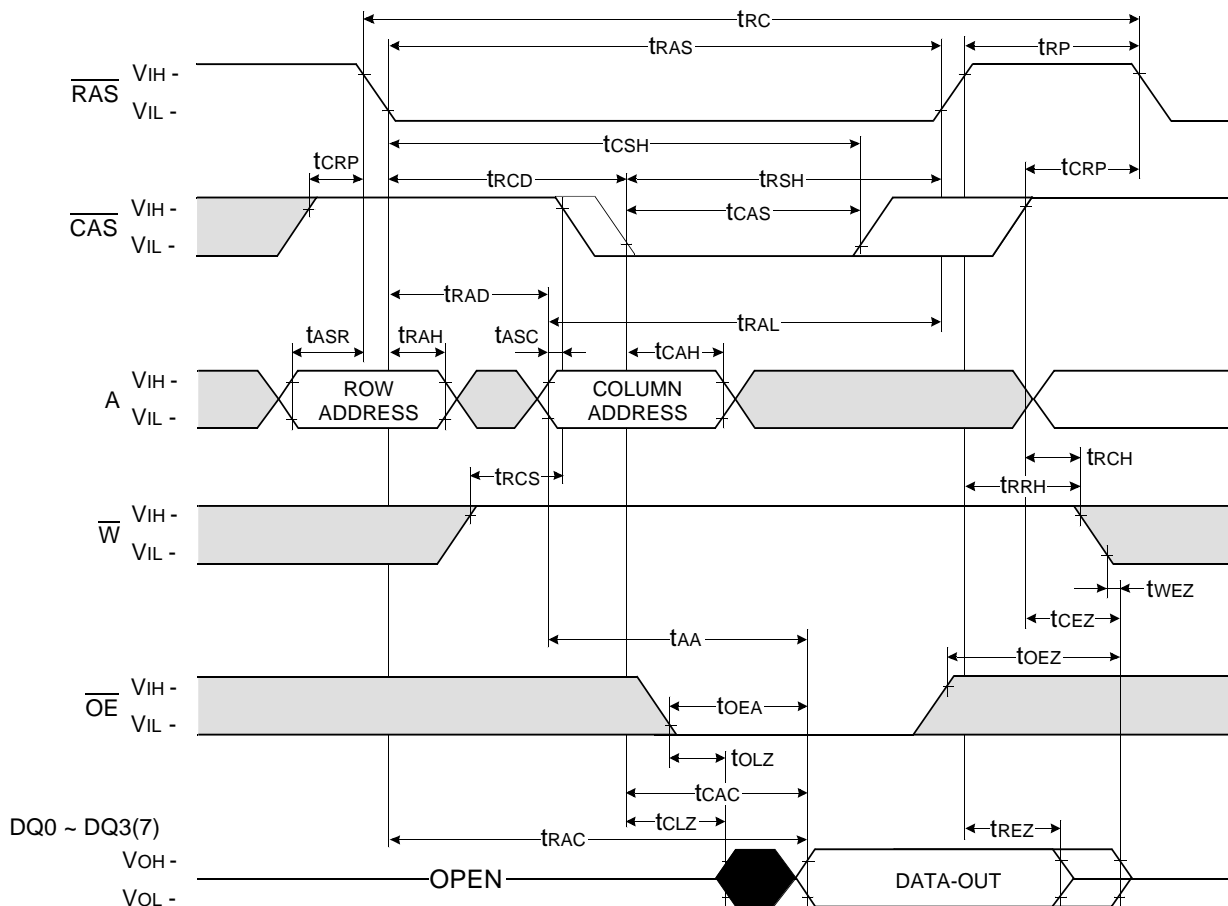 tRC
tRAS
tRP
RAS
VIH -
VIL -
tCSH
tCRP
tRCD
tRSH
tCRP
CAS
VIH -
VIL -
tCAS
tRAD
tRAL
tASR
tRAH
tASC
tCAH
A
VIH -
VIL -
ROW
ADDRESS
COLUMN
ADDRESS
tRCS
tRCH
tRRH
W
VIH -
VIL -
tWEZ
tCEZ
tAA
tOEZ
OE
VIH -
VIL -
tOEA
tOLZ
tCAC
DQ0 ~ DQ3(7)
tCLZ
tREZ
tRAC
VOH -
VOL -
OPEN
DATA-OUT